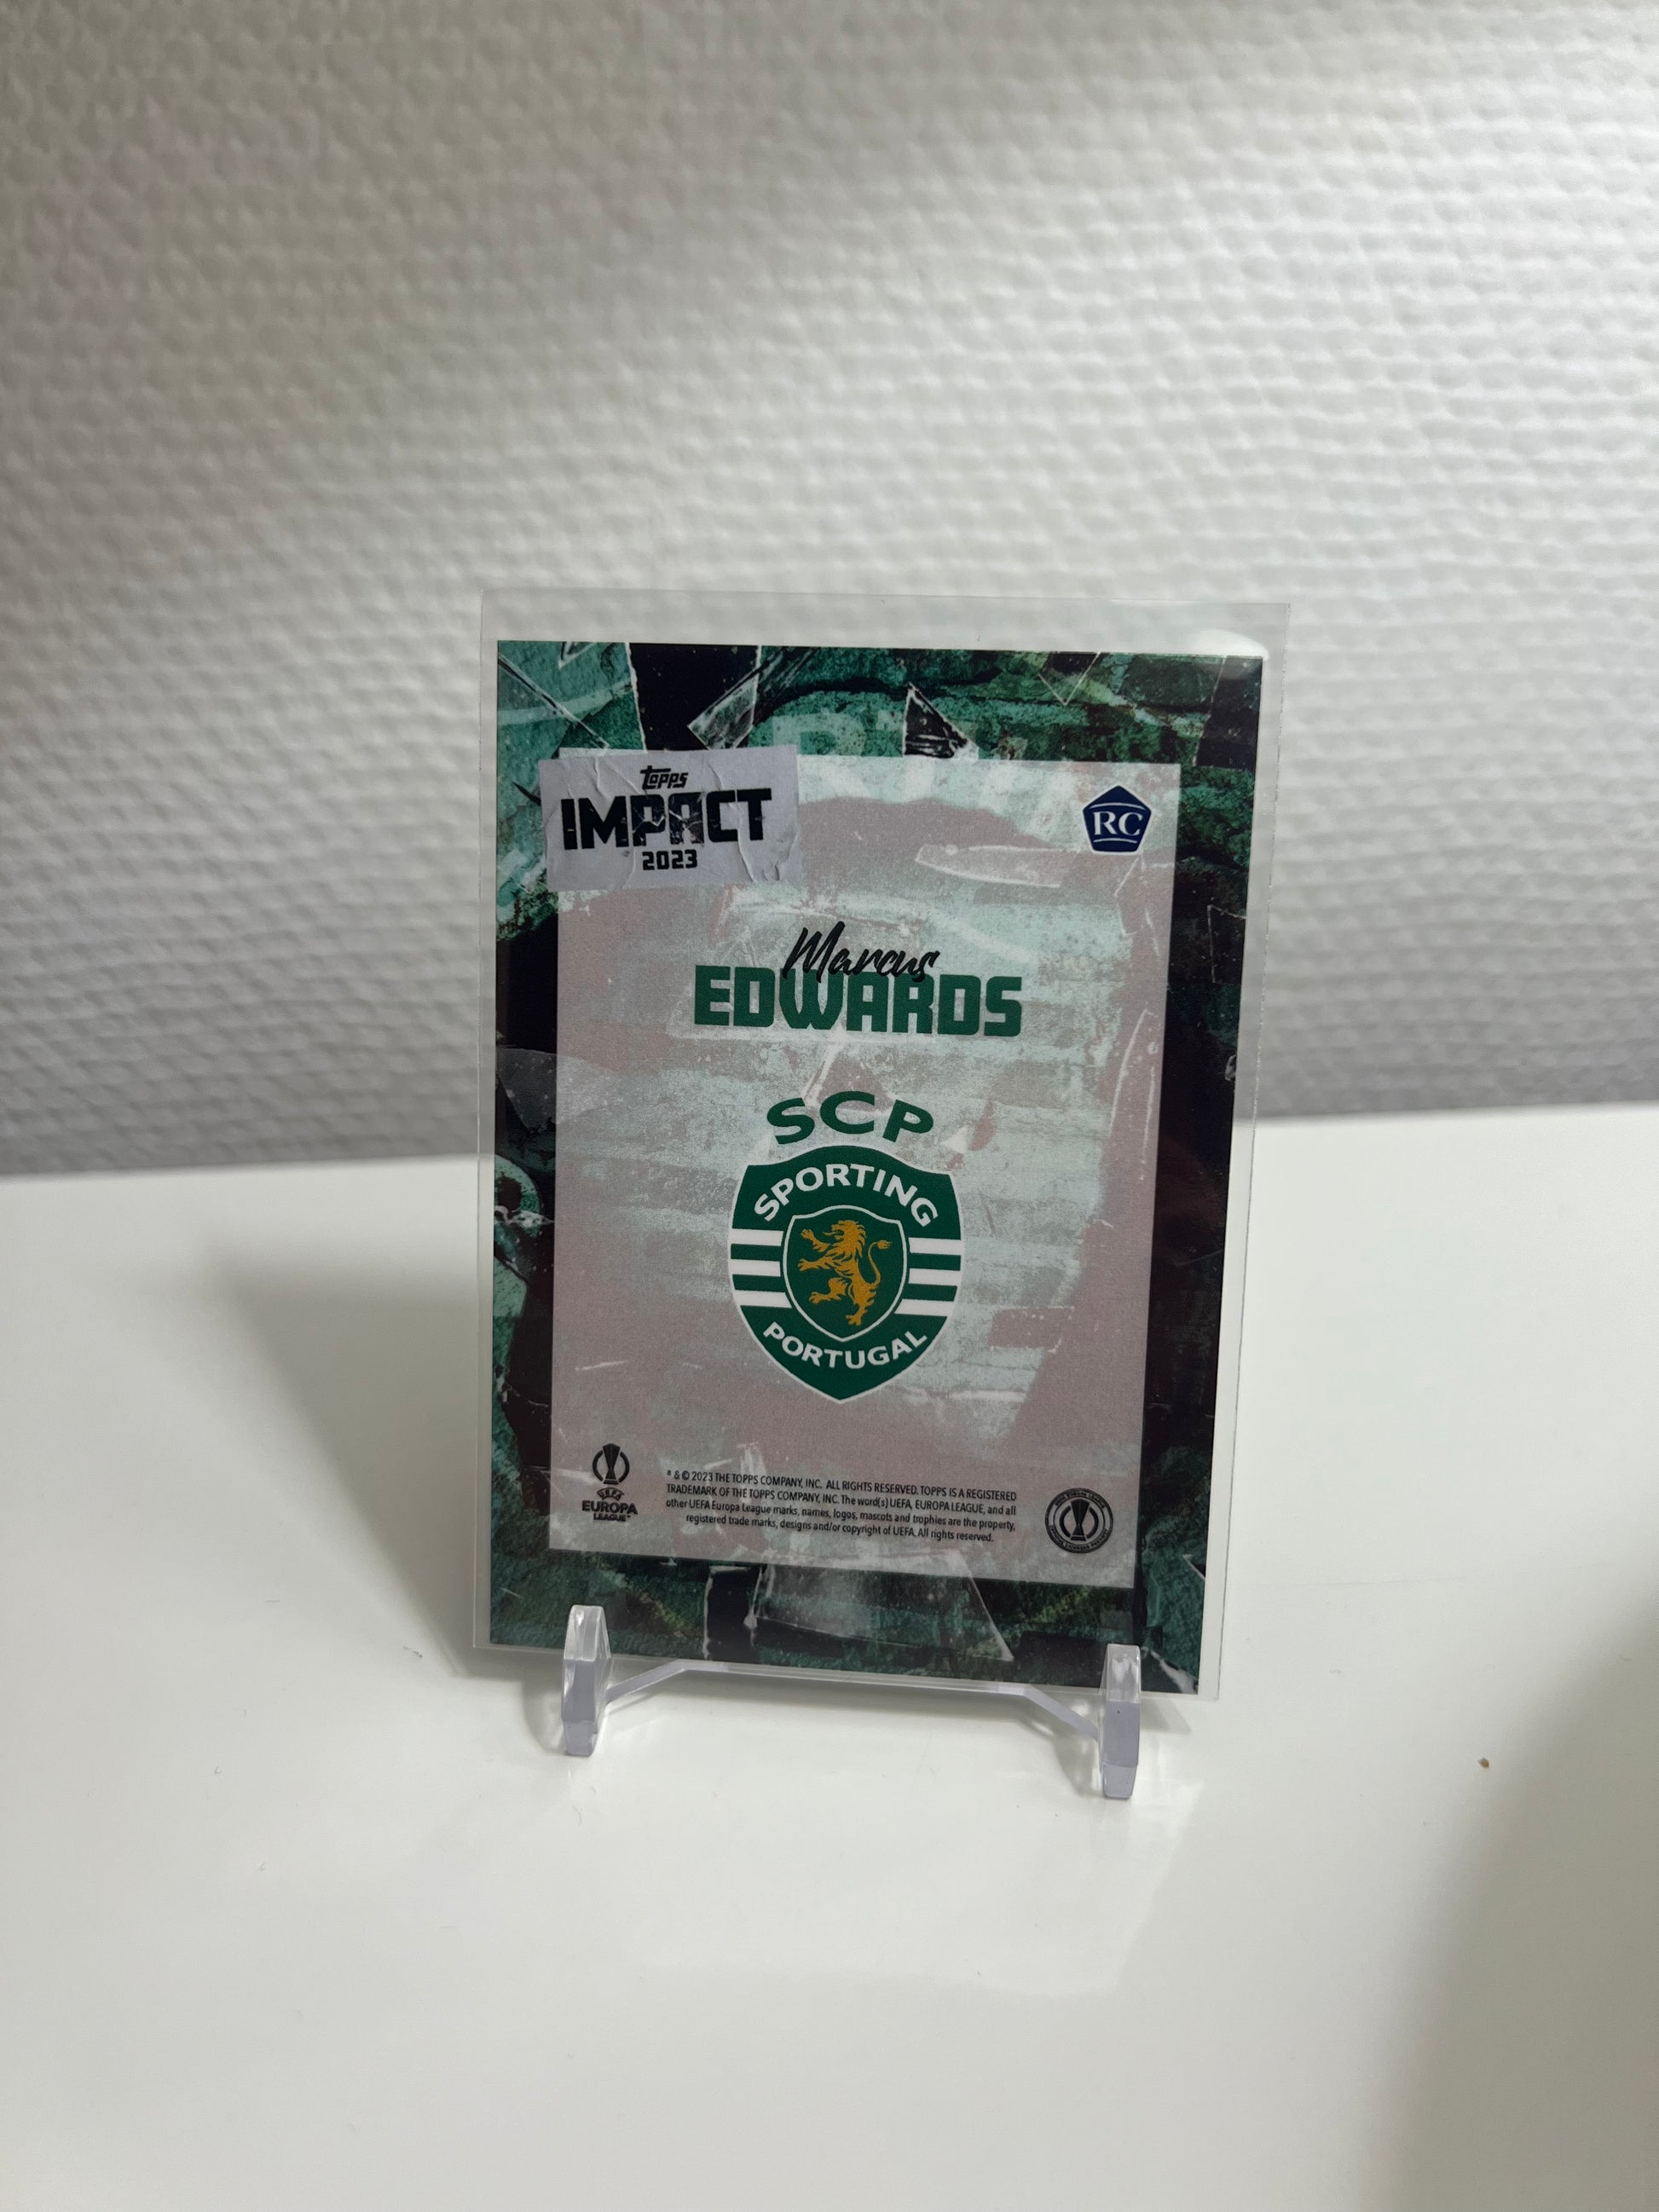 topps
IMPACT
2023
RC
Marcus
EDWARDS
SCP
SPORTING
PORTUGAL
UEFA
EUROPA
LEAGUE™
® & © 2023 THE TOPPS COMPANY, INC. ALL RIGHTS RESERVED. TOPPS IS A REGISTERED
TRADEMARK OF THE TOPPS COMPANY, INC. The word(s) UEFA, EUROPA LEAGUE, and all
other UEFA Europa League marks, names, logos, mascots and trophies are the property,
registered trade marks, designs and/or copyright of UEFA. All rights reserved.